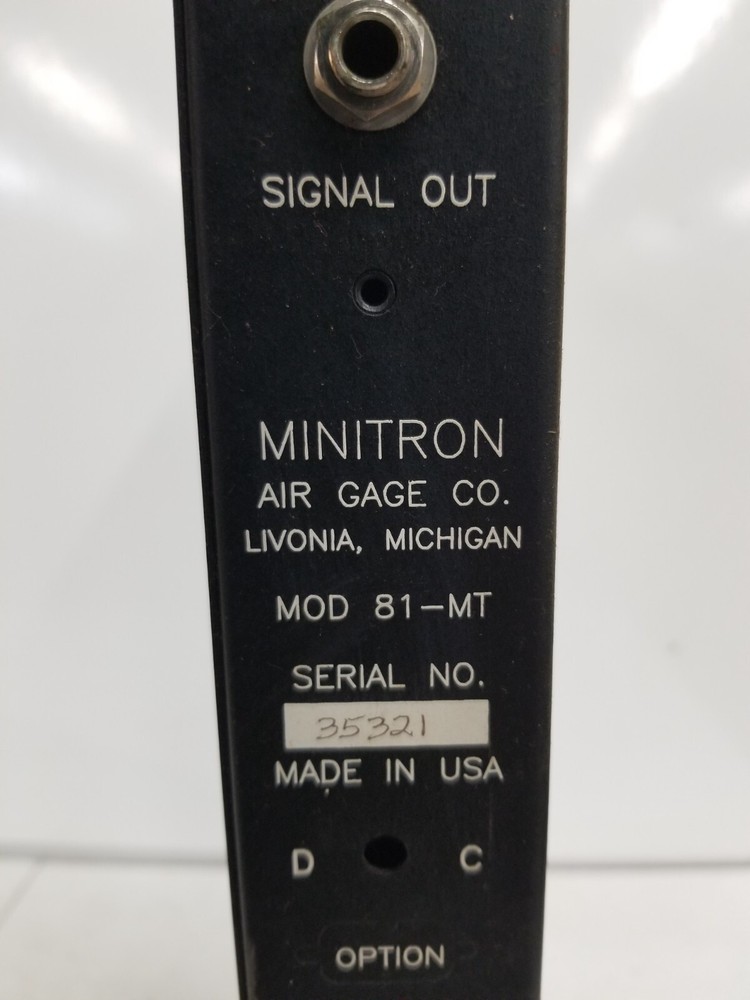 SIGNAL OUT
MINITRON
AIR GAGE CO.
LIVONIA, MICHIGAN
MOD 81-MT
SERIAL NO.
35321
MADE IN USA
D C
OPTION